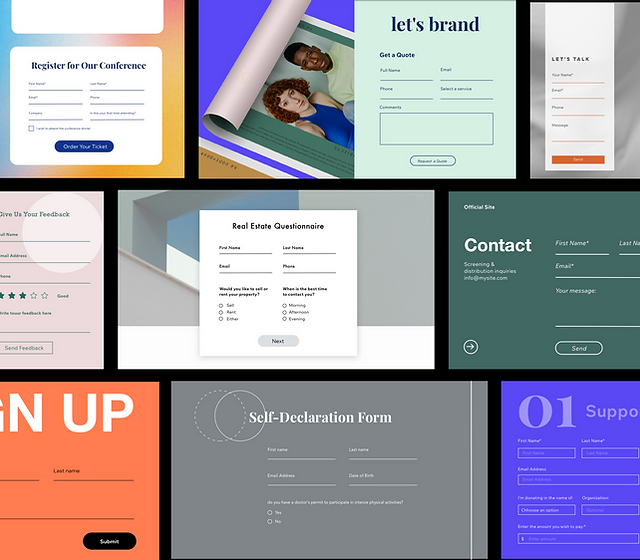 Register for Our Conference
First Name*
Last Name*
Email*
Phone
Company
Is this your first time attending?
I wish to attend the conference dinner
Order Your Ticket
let's brand
Get a Quote
Full Name
Email
Phone
Select a service
Comments
Request a Quote
LET'S TALK
Your Name*
Email*
Phone
Message
Send
Give Us Your Feedback
Full Name
Email Address
Phone
Good
Write your feedback here
Send Feedback
Real Estate Questionnaire
First Name
Last Name
Email
Phone
Would you like to sell or
rent your property?
Sell
Rent
Either
When is the best time
to contact you?
Morning
Afternoon
Evening
Next
Official Site
Contact
Screening &
distribution inquiries
info@mysite.com
First Name*
Last Na
Email*
Your message:
Send
GN UP
Last name
Submit
Self-Declaration Form
First name
Last name
Email Address
Date of Birth
do you have a doctor's permit to participate in intense physical activities?
Yes
No
01 Suppo
First Name*
Last Name*
First Name
Last Name
Email Address
Email Address
I'm donating in the name of:
Organization:
Choose an option
Optional
Enter the amount you wish to pay:*
$ Enter amount